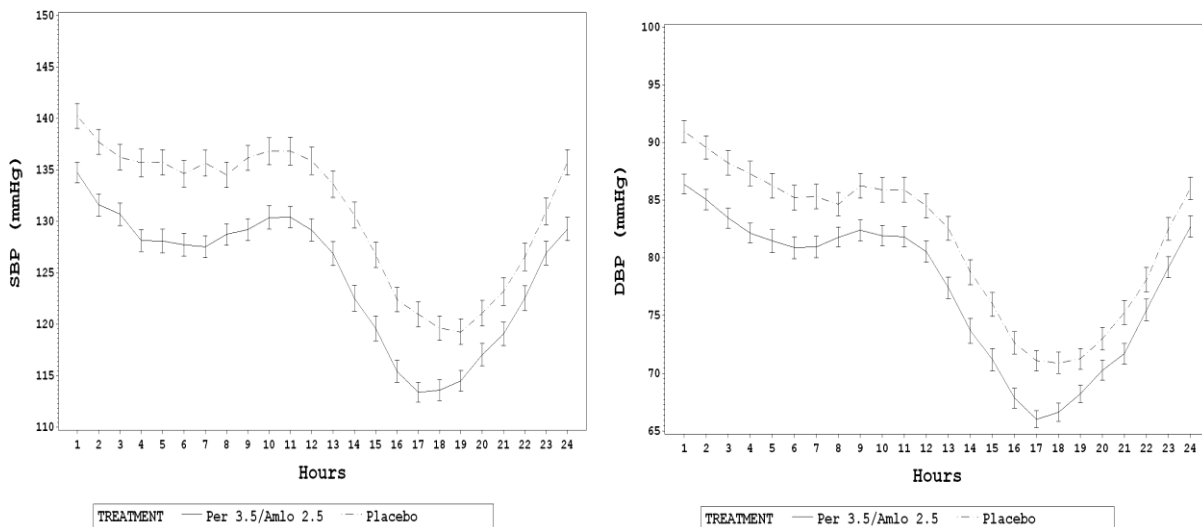 150
145
140
135
130
125
120
115
110
SBP (mmHg)
1 2 3 4 5 6 7 8 9 10 11 12 13 14 15 16 17 18 19 20 21 22 23 24
Hours
TREATMENT Per 3.5/Amlo 2.5 Placebo
100
95
90
85
80
75
70
65
DBP (mmHg)
1 2 3 4 5 6 7 8 9 10 11 12 13 14 15 16 17 18 19 20 21 22 23 24
Hours
TREATMENT Per 3.5/Amlo 2.5 Placebo